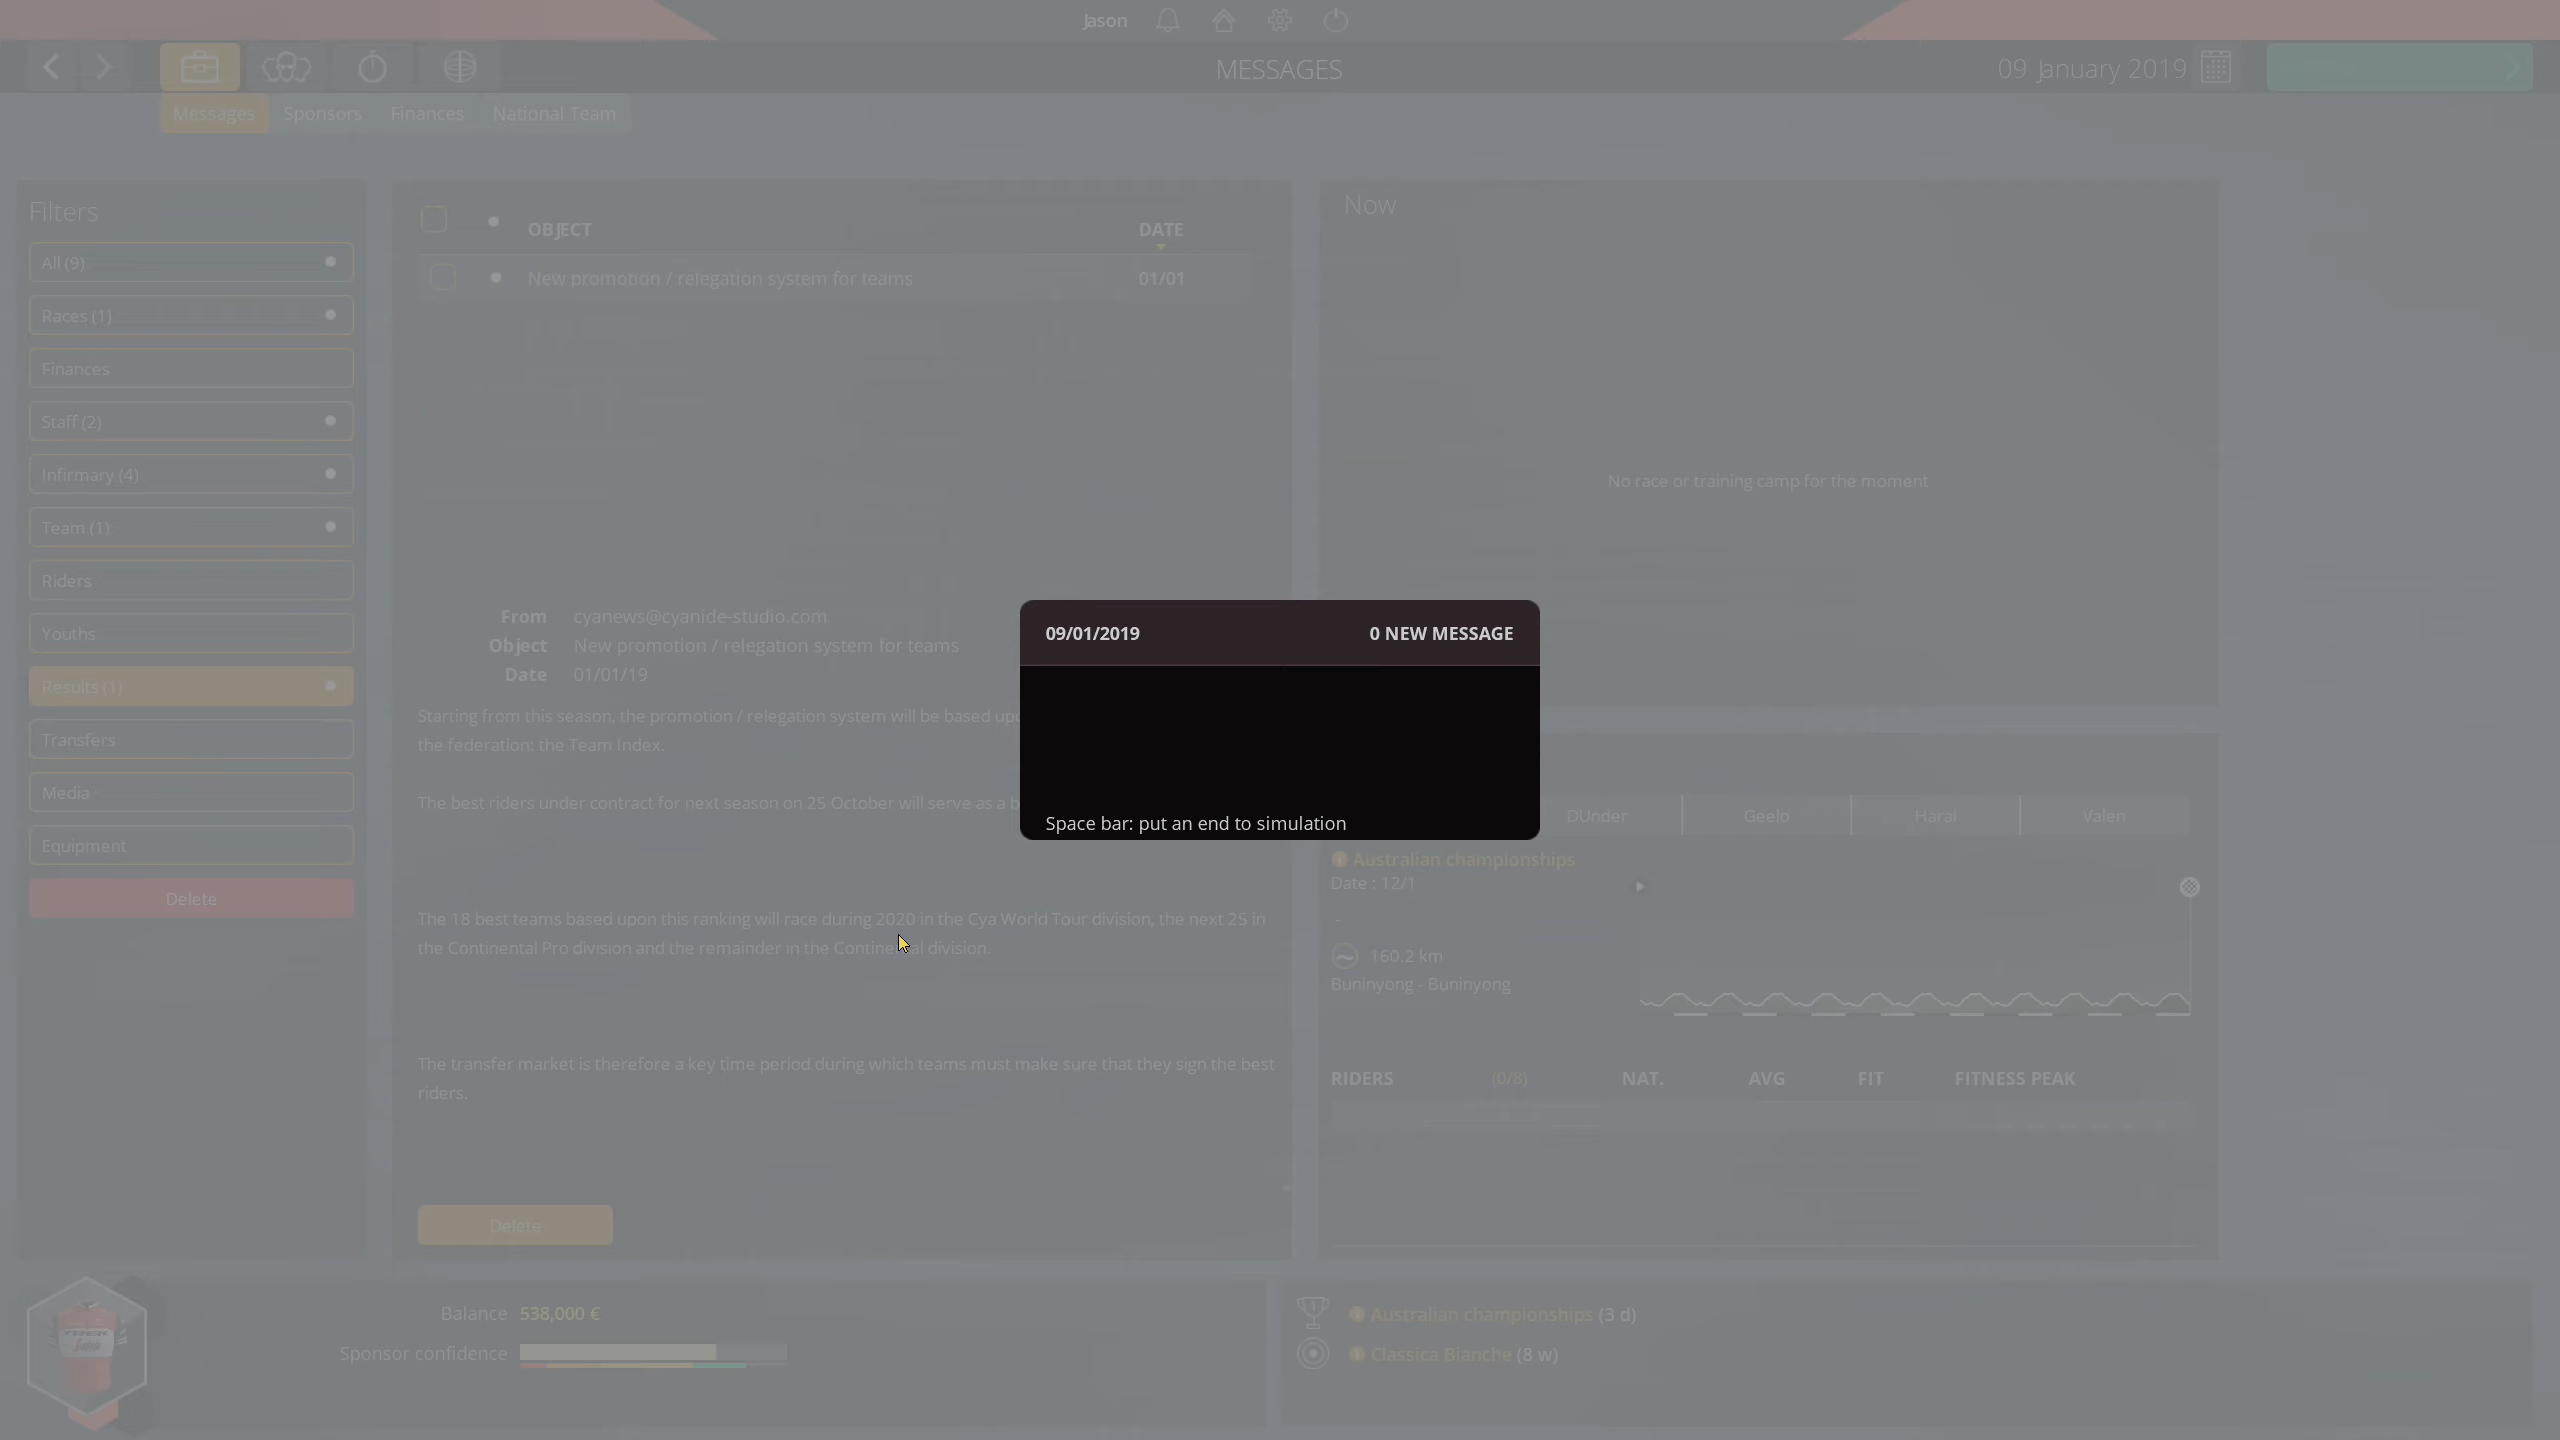 Jason
MESSAGES
09 January 2019
Messages Sponsors Finances National Team
Filters
All (9)
Races (1)
Finances
Staff (2)
Infirmary (4)
Team (1)
Riders
Youths
Results (1)
Transfers
Media
Equipment
Delete
OBJECT DATE
New promotion / relegation system for teams 01/01
From cyanews@cyanide-studio.com
Object New promotion / relegation system for teams
Date 01/01/19
Starting from this season, the promotion / relegation system will be based
the federation: the Team Index.
The best riders under contract for next season on 25 October will serve as a
The 18 best teams based upon this ranking will race during 2020 in the Cya World Tour division, the next 25 in
the Continental Pro division and the remainder in the Continental division.
The transfer market is therefore a key time period during which teams must make sure that they sign the best
riders.
Delete
09/01/2019 0 NEW MESSAGE
Space bar: put an end to simulation
Now
No race or training camp for the moment
DUnder Geelo Haral Valen
Australian championships
Date : 12/1
-
160.2 km
Buninyong - Buninyong
RIDERS (0/8) NAT. AVG FIT FITNESS PEAK
Balance 538,000 €
Sponsor confidence
Australian championships (3 d)
Classica Bianche (8 w)